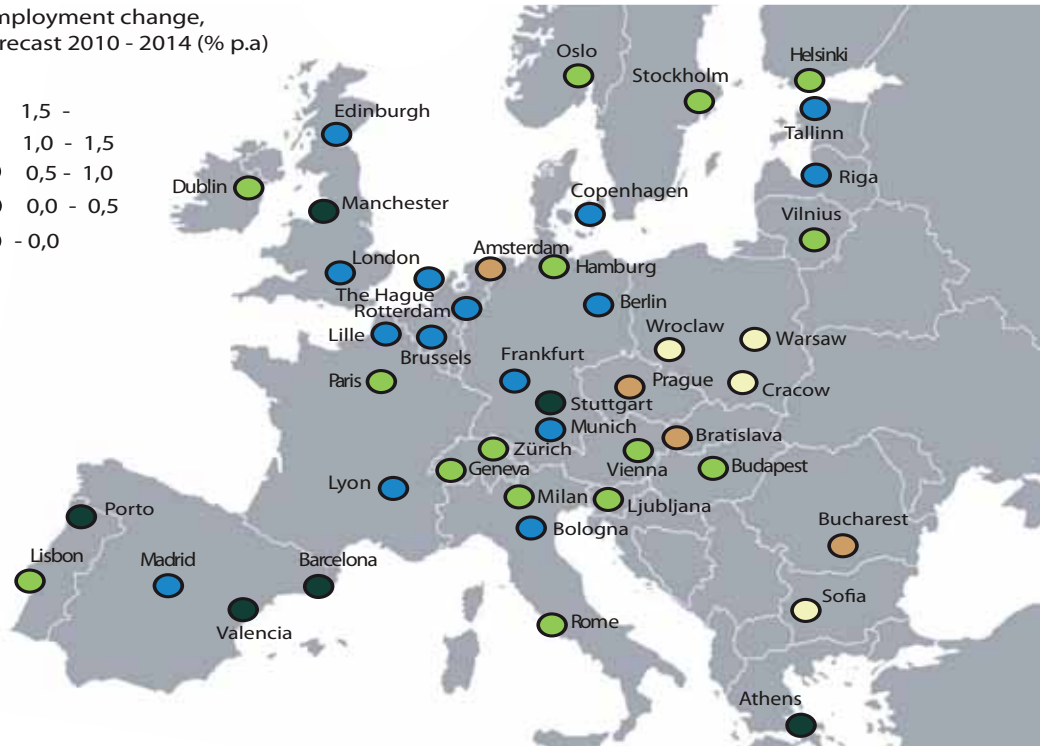 mployment change,
recast 2010 - 2014 (% p.a)
1,5 -
1,0 - 1,5
0,5 - 1,0
0,0 - 0,5
- 0,0
Oslo
Helsinki
Stockholm
Edinburgh
Tallinn
Riga
Dublin
Copenhagen
Manchester
Vilnius
Amsterdam
London
Hamburg
The Hague
Berlin
Rotterdam
Lille
Wroclaw
Warsaw
Brussels
Frankfurt
Paris
Prague
Cracow
Stuttgart
Munich
Bratislava
Zürich
Geneva
Vienna
Budapest
Lyon
Milan
Ljubljana
Porto
Bologna
Bucharest
Lisbon
Madrid
Barcelona
Sofia
Rome
Valencia
Athens